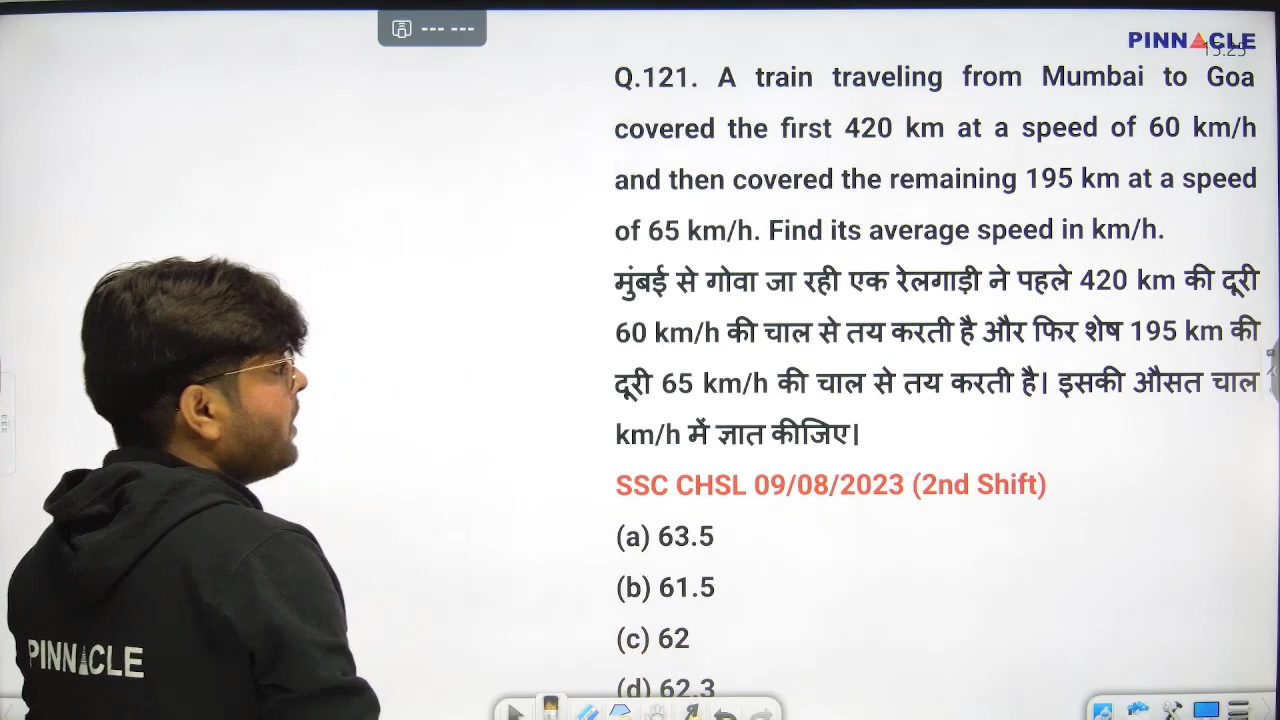 PINNACLE
Q.121. A train traveling from Mumbai to Goa
covered the first 420 km at a speed of 60 km/h
and then covered the remaining 195 km at a speed
of 65 km/h. Find its average speed in km/h.
मुंबई से गोवा जा रही एक रेलगाड़ी ने पहले 420 km की दूरी
60 km/h की चाल से तय करती है और फिर शेष 195 km की
दूरी 65 km/h की चाल से तय करती है। इसकी औसत चाल
km/h में ज्ञात कीजिए।
SSC CHSL 09/08/2023 (2nd Shift)
(a) 63.5
(b) 61.5
(c) 62
(d) 62.3
PINNACLE